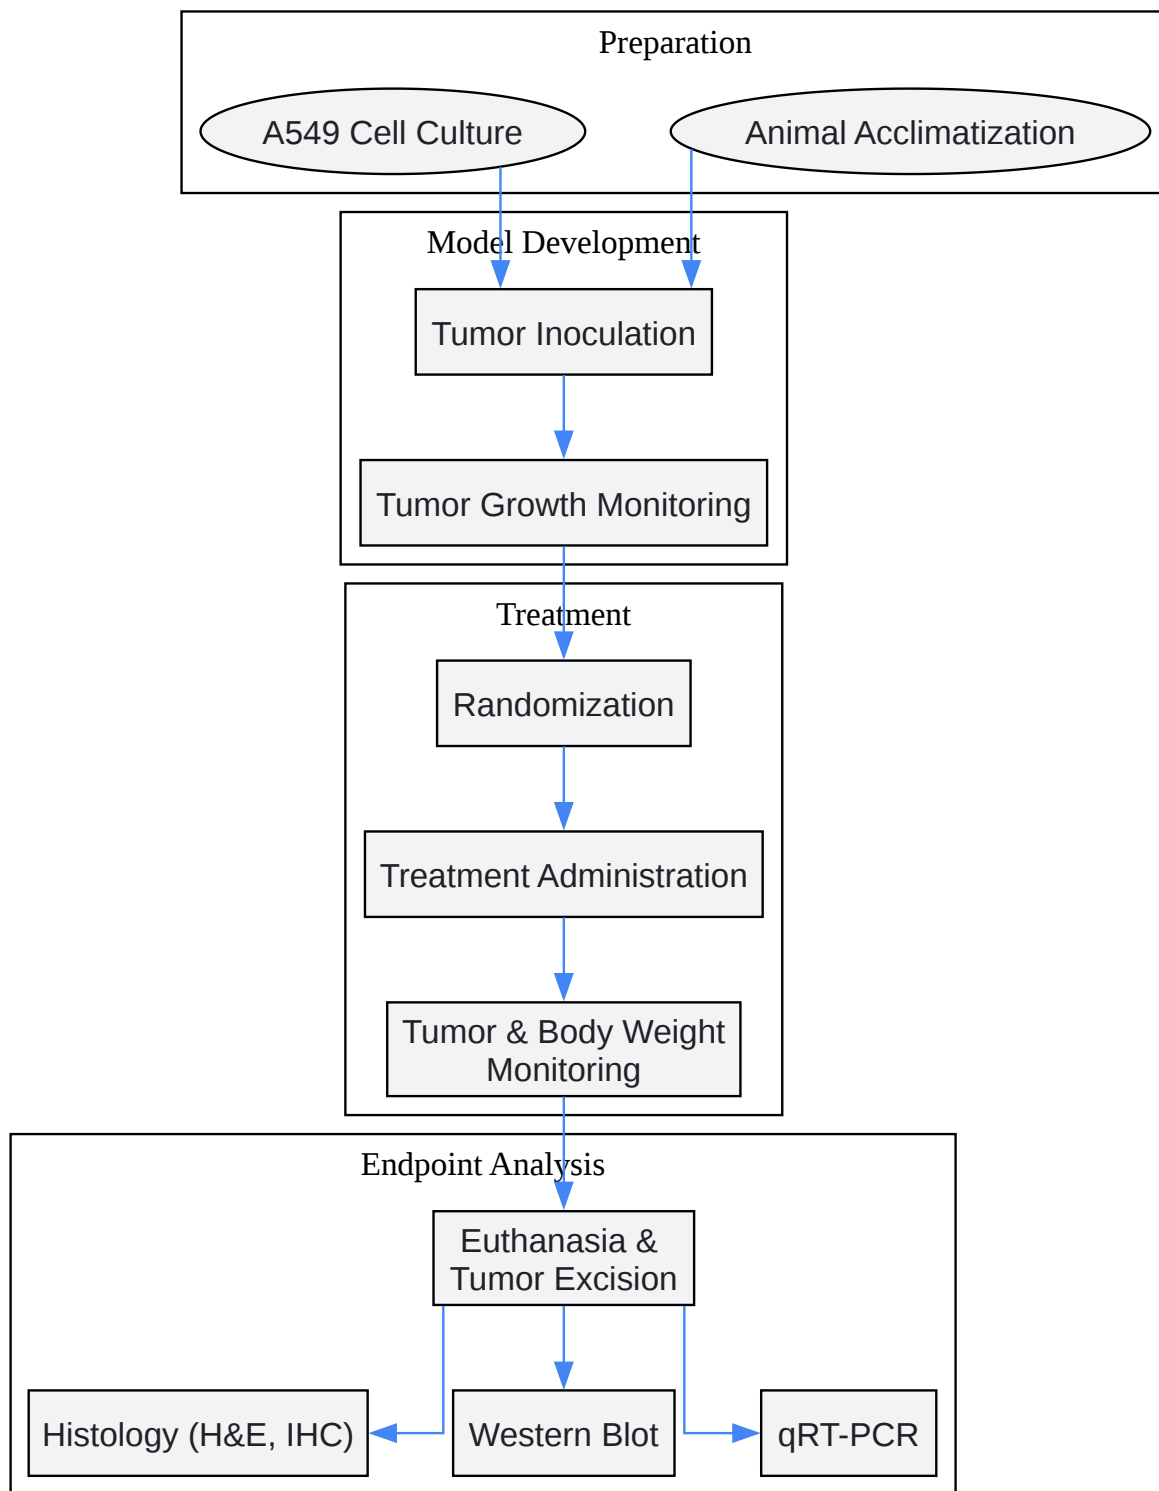 Preparation
A549 Cell Culture
Animal Acclimatization
Model Development
Tumor Inoculation
Tumor Growth Monitoring
Treatment
Randomization
Treatment Administration
Tumor & Body Weight
Monitoring
Endpoint Analysis
Euthanasia &
Tumor Excision
Histology (H&E, IHC)
Western Blot
qRT-PCR